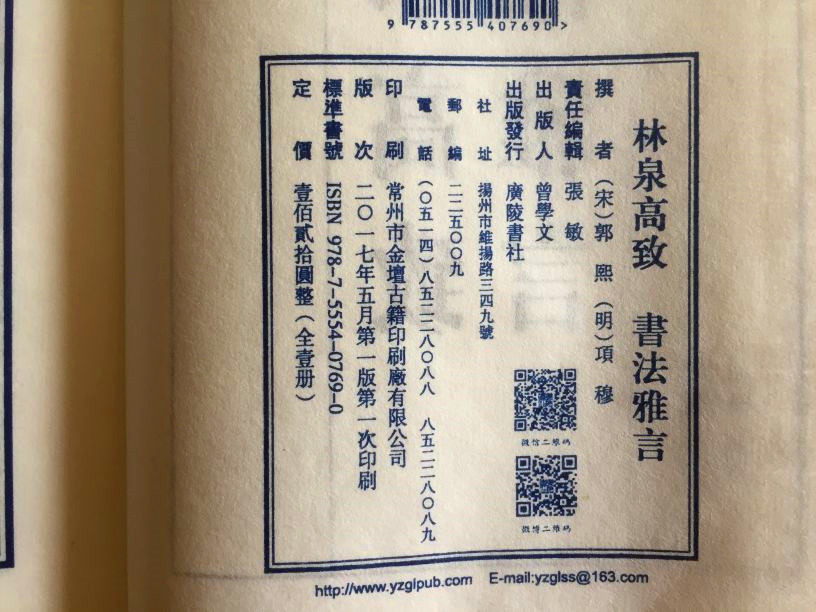 9 787555 407690 >
林泉高致 書法雅言
撰者 （宋）郭熙 （明）項穆
責任編輯 張敏
出版人 曾學文
出版發行 廣陵書社
社址 揚州市維揚路三四九號
郵編 二二五〇〇九
電話 （〇五一四）八五二二八〇八八 八五二二八〇八九
印刷 常州市金壇古籍印刷廠有限公司
版次 二〇一七年五月第一版第一次印刷
標準書號 ISBN 978-7-5554-0769-0
定價 壹佰貳拾圓整（全壹册）
微信二維碼
微博二維碼
http://www.yzglpub.com E-mail:yzglss@163.com